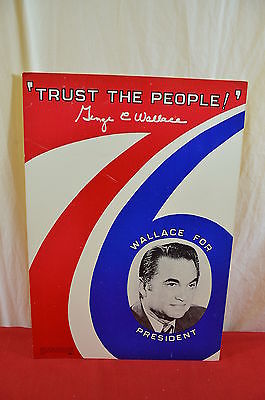 "TRUST THE PEOPLE!"
George C Wallace
76
WALLACE FOR
PRESIDENT